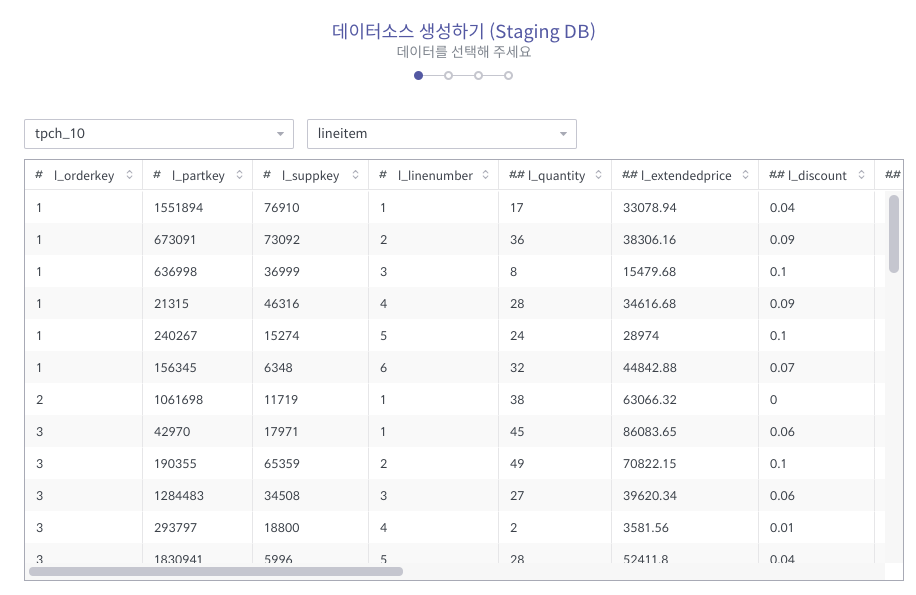 데이터소스 생성하기 (Staging DB)
데이터를 선택해 주세요
tpch_10 lineitem
# l_orderkey # l_partkey # l_suppkey # l_linenumber ## l_quantity ## l_extendedprice ## l_discount ##
1 1551894 76910 1 17 33078.94 0.04
1 673091 73092 2 36 38306.16 0.09
1 636998 36999 3 8 15479.68 0.1
1 21315 46316 4 28 34616.68 0.09
1 240267 15274 5 24 28974 0.1
1 156345 6348 6 32 44842.88 0.07
2 1061698 11719 1 38 63066.32 0
3 42970 17971 1 45 86083.65 0.06
3 190355 65359 2 49 70822.15 0.1
3 1284483 34508 3 27 39620.34 0.06
3 293797 18800 4 2 3581.56 0.01
3 1830941 5996 5 28 52411.8 0.04